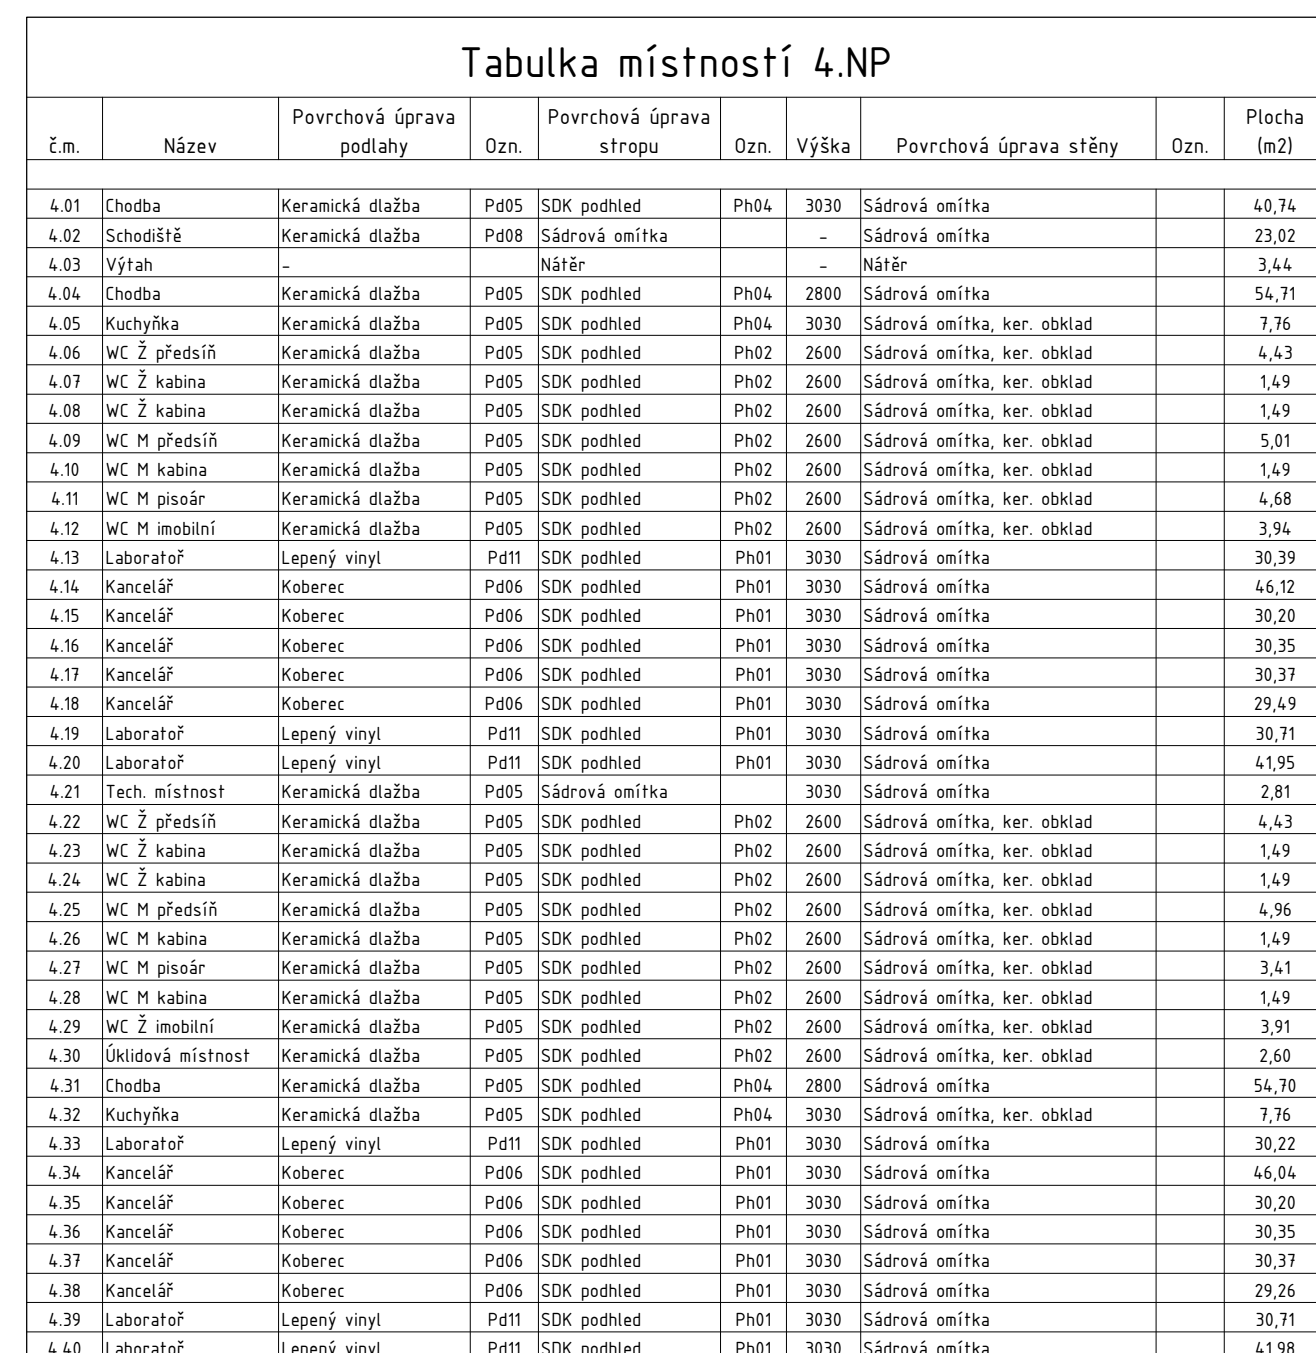 Tabulka místností 4.NP
č.m. Název Povrchová úprava podlahy Ozn. Povrchová úprava stropu Ozn. Výška Povrchová úprava stěny Ozn. Plocha (m2)
4.01 Chodba Keramická dlažba Pd05 SDK podhled Ph04 3030 Sádrová omítka 40,74
4.02 Schodiště Keramická dlažba Pd08 Sádrová omítka - Sádrová omítka 23,02
4.03 Výtah - Nátěr - Nátěr 3,44
4.04 Chodba Keramická dlažba Pd05 SDK podhled Ph04 2800 Sádrová omítka 54,71
4.05 Kuchyňka Keramická dlažba Pd05 SDK podhled Ph04 3030 Sádrová omítka, ker. obklad 7,76
4.06 WC Ž předsíň Keramická dlažba Pd05 SDK podhled Ph02 2600 Sádrová omítka, ker. obklad 4,43
4.07 WC Ž kabina Keramická dlažba Pd05 SDK podhled Ph02 2600 Sádrová omítka, ker. obklad 1,49
4.08 WC Ž kabina Keramická dlažba Pd05 SDK podhled Ph02 2600 Sádrová omítka, ker. obklad 1,49
4.09 WC M předsíň Keramická dlažba Pd05 SDK podhled Ph02 2600 Sádrová omítka, ker. obklad 5,01
4.10 WC M kabina Keramická dlažba Pd05 SDK podhled Ph02 2600 Sádrová omítka, ker. obklad 1,49
4.11 WC M pisoár Keramická dlažba Pd05 SDK podhled Ph02 2600 Sádrová omítka, ker. obklad 4,68
4.12 WC M imobilní Keramická dlažba Pd05 SDK podhled Ph02 2600 Sádrová omítka, ker. obklad 3,94
4.13 Laboratoř Lepený vinyl Pd11 SDK podhled Ph01 3030 Sádrová omítka 30,39
4.14 Kancelář Koberec Pd06 SDK podhled Ph01 3030 Sádrová omítka 46,12
4.15 Kancelář Koberec Pd06 SDK podhled Ph01 3030 Sádrová omítka 30,20
4.16 Kancelář Koberec Pd06 SDK podhled Ph01 3030 Sádrová omítka 30,35
4.17 Kancelář Koberec Pd06 SDK podhled Ph01 3030 Sádrová omítka 30,37
4.18 Kancelář Koberec Pd06 SDK podhled Ph01 3030 Sádrová omítka 29,49
4.19 Laboratoř Lepený vinyl Pd11 SDK podhled Ph01 3030 Sádrová omítka 30,71
4.20 Laboratoř Lepený vinyl Pd11 SDK podhled Ph01 3030 Sádrová omítka 41,95
4.21 Tech. místnost Keramická dlažba Pd05 Sádrová omítka 3030 Sádrová omítka 2,81
4.22 WC Ž předsíň Keramická dlažba Pd05 SDK podhled Ph02 2600 Sádrová omítka, ker. obklad 4,43
4.23 WC Ž kabina Keramická dlažba Pd05 SDK podhled Ph02 2600 Sádrová omítka, ker. obklad 1,49
4.24 WC Ž kabina Keramická dlažba Pd05 SDK podhled Ph02 2600 Sádrová omítka, ker. obklad 1,49
4.25 WC M předsíň Keramická dlažba Pd05 SDK podhled Ph02 2600 Sádrová omítka, ker. obklad 4,96
4.26 WC M kabina Keramická dlažba Pd05 SDK podhled Ph02 2600 Sádrová omítka, ker. obklad 1,49
4.27 WC M pisoár Keramická dlažba Pd05 SDK podhled Ph02 2600 Sádrová omítka, ker. obklad 3,41
4.28 WC M kabina Keramická dlažba Pd05 SDK podhled Ph02 2600 Sádrová omítka, ker. obklad 1,49
4.29 WC Ž imobilní Keramická dlažba Pd05 SDK podhled Ph02 2600 Sádrová omítka, ker. obklad 3,91
4.30 Úklidová místnost Keramická dlažba Pd05 SDK podhled Ph02 2600 Sádrová omítka, ker. obklad 2,60
4.31 Chodba Keramická dlažba Pd05 SDK podhled Ph04 2800 Sádrová omítka 54,70
4.32 Kuchyňka Keramická dlažba Pd05 SDK podhled Ph04 3030 Sádrová omítka, ker. obklad 7,76
4.33 Laboratoř Lepený vinyl Pd11 SDK podhled Ph01 3030 Sádrová omítka 30,22
4.34 Kancelář Koberec Pd06 SDK podhled Ph01 3030 Sádrová omítka 46,04
4.35 Kancelář Koberec Pd06 SDK podhled Ph01 3030 Sádrová omítka 30,20
4.36 Kancelář Koberec Pd06 SDK podhled Ph01 3030 Sádrová omítka 30,35
4.37 Kancelář Koberec Pd06 SDK podhled Ph01 3030 Sádrová omítka 30,37
4.38 Kancelář Koberec Pd06 SDK podhled Ph01 3030 Sádrová omítka 29,26
4.39 Laboratoř Lepený vinyl Pd11 SDK podhled Ph01 3030 Sádrová omítka 30,71
4.40 Laboratoř Lepený vinyl Pd11 SDK podhled Ph01 3030 Sádrová omítka 41,98